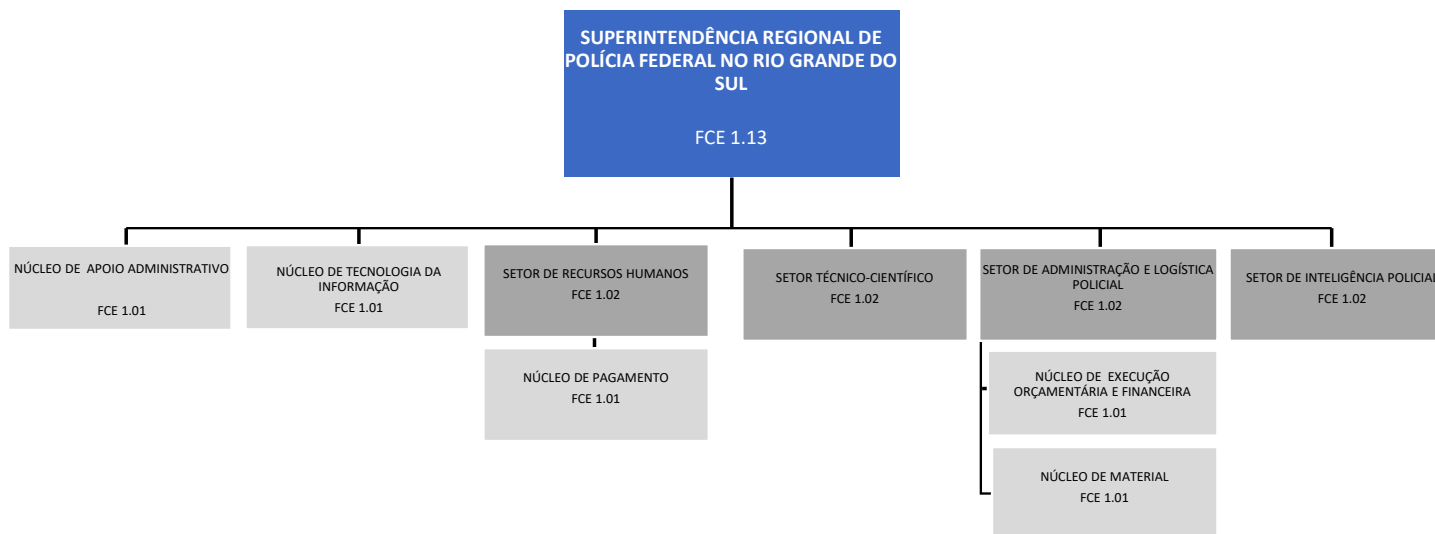 SUPERINTENDÊNCIA REGIONAL DE
POLÍCIA FEDERAL NO RIO GRANDE DO
SUL
FCE 1.13
NÚCLEO DE APOIO ADMINISTRATIVO
FCE 1.01
NÚCLEO DE TECNOLOGIA DA
INFORMAÇÃO
FCE 1.01
SETOR DE RECURSOS HUMANOS
FCE 1.02
SETOR TÉCNICO-CIENTÍFICO
FCE 1.02
SETOR DE ADMINISTRAÇÃO E LOGÍSTICA
POLICIAL
FCE 1.02
SETOR DE INTELIGÊNCIA POLICIAL
FCE 1.02
NÚCLEO DE PAGAMENTO
FCE 1.01
NÚCLEO DE EXECUÇÃO
ORÇAMENTÁRIA E FINANCEIRA
FCE 1.01
NÚCLEO DE MATERIAL
FCE 1.01